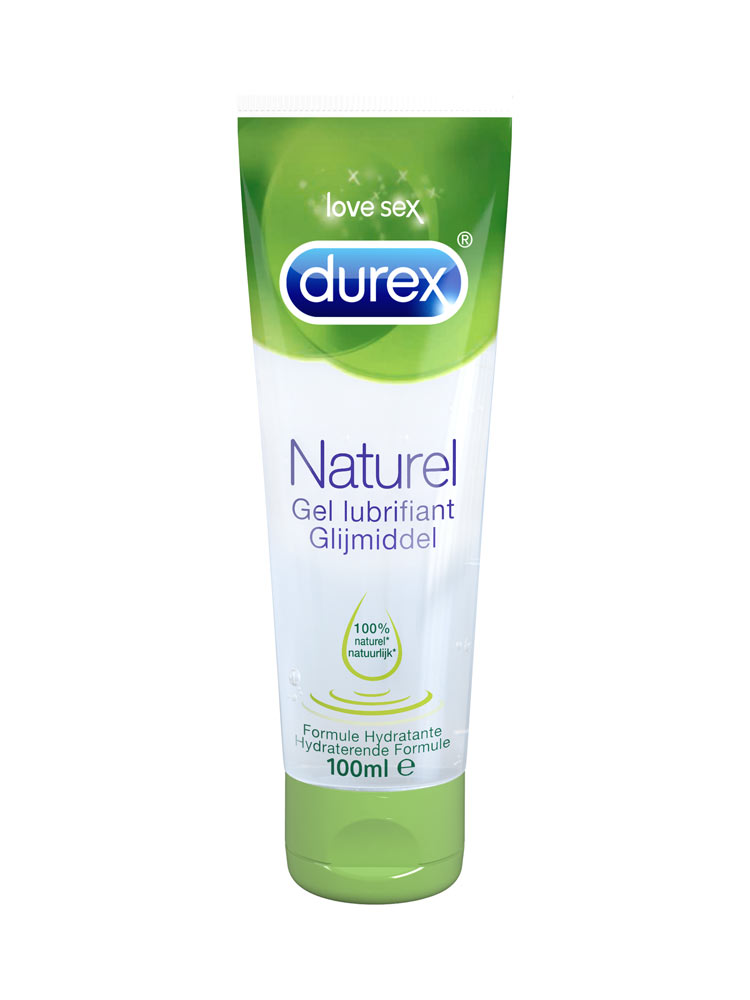 love sex
durex®
Naturel
Gel lubrifiant
Glijmiddel
100%
naturel*
natuurlijk*
Formule Hydratante
Hydraterende Formule
100ml ℮